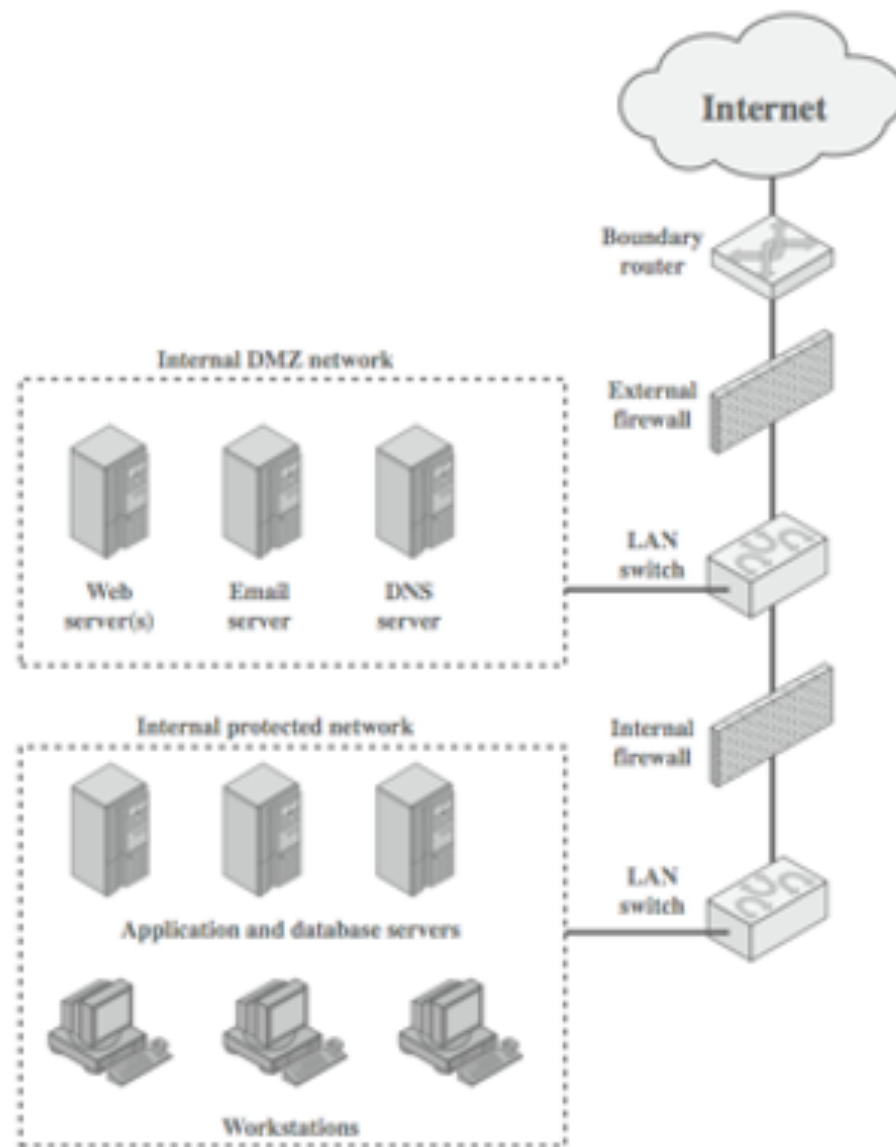 Internet
Boundary
router
Internal DMZ network
External
firewall
LAN
switch
Web
server(s)
Email
server
DNS
server
Internal protected network
Internal
firewall
LAN
switch
Application and database servers
Workstations